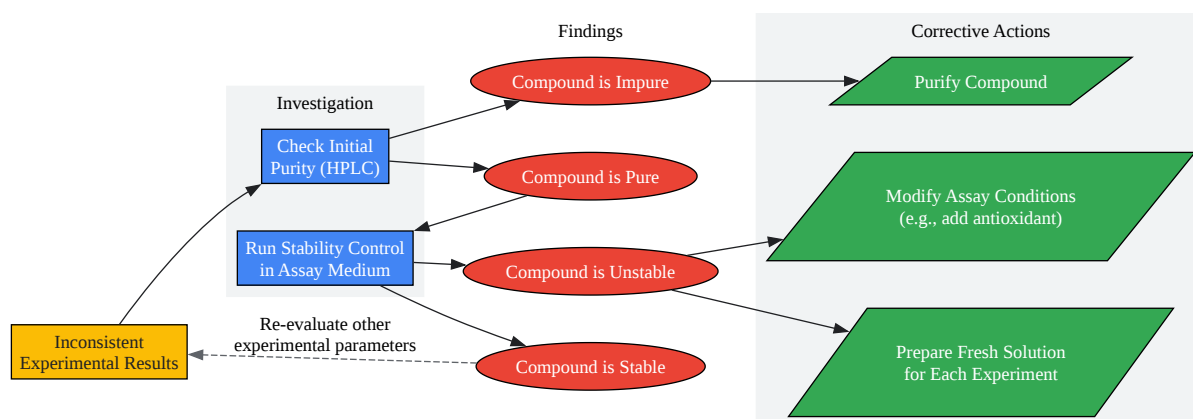 Findings
Corrective Actions
Compound is Impure
Purify Compound
Investigation
Check Initial
Purity (HPLC)
Compound is Pure
Modify Assay Conditions
(e.g., add antioxidant)
Run Stability Control
in Assay Medium
Compound is Unstable
Re-evaluate other
experimental parameters
Inconsistent
Experimental Results
Compound is Stable
Prepare Fresh Solution
for Each Experiment